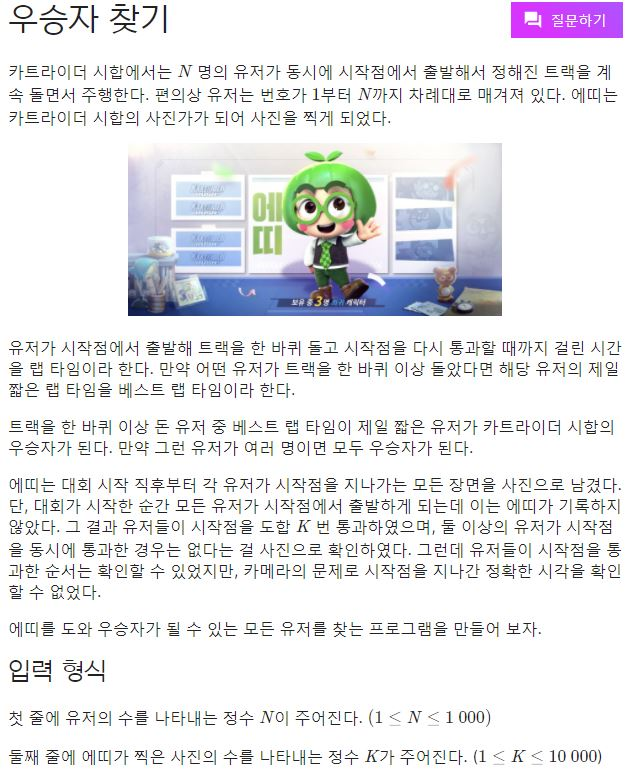 우승자 찾기
질문하기
카트라이더 시합에서는 N 명의 유저가 동시에 시작점에서 출발해서 정해진 트랙을 계
속 돌면서 주행한다. 편의상 유저는 번호가 1부터 N까지 차례대로 매겨져 있다. 에띠는
카트라이더 시합의 사진가가 되어 사진을 찍게 되었다.
에띠
보유 중 3명 희귀 캐릭터
유저가 시작점에서 출발해 트랙을 한 바퀴 돌고 시작점을 다시 통과할 때까지 걸린 시간
을 랩 타임이라 한다. 만약 어떤 유저가 트랙을 한 바퀴 이상 돌았다면 해당 유저의 제일
짧은 랩 타임을 베스트 랩 타임이라 한다.
트랙을 한 바퀴 이상 돈 유저 중 베스트 랩 타임이 제일 짧은 유저가 카트라이더 시합의
우승자가 된다. 만약 그런 유저가 여러 명이면 모두 우승자가 된다.
에띠는 대회 시작 직후부터 각 유저가 시작점을 지나가는 모든 장면을 사진으로 남겼다.
단, 대회가 시작한 순간 모든 유저가 시작점에서 출발하게 되는데 이는 에띠가 기록하지
않았다. 그 결과 유저들이 시작점을 도합 K 번 통과하였으며, 둘 이상의 유저가 시작점
을 동시에 통과한 경우는 없다는 걸 사진으로 확인하였다. 그런데 유저들이 시작점을 통
과한 순서는 확인할 수 있었지만, 카메라의 문제로 시작점을 지나간 정확한 시각을 확인
할 수 없었다.
에띠를 도와 우승자가 될 수 있는 모든 유저를 찾는 프로그램을 만들어 보자.
입력 형식
첫 줄에 유저의 수를 나타내는 정수 N이 주어진다. (1 ≤ N ≤ 1 000)
둘째 줄에 에띠가 찍은 사진의 수를 나타내는 정수 K가 주어진다. (1 ≤ K ≤ 10 000)